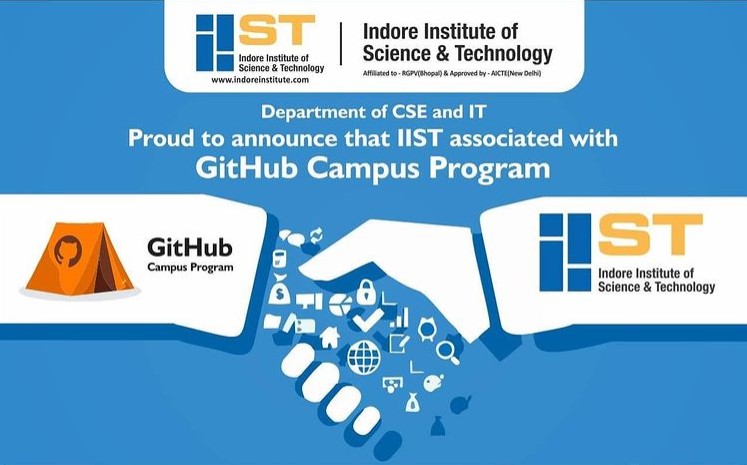 IIST
Indore Institute of
Science & Technology
www.indoreinstitute.com
Indore Institute of
Science & Technology
Affiliated to - RGPV(Bhopal) & Approved by - AICTE(New Delhi)
Department of CSE and IT
Proud to announce that IIST associated with
GitHub Campus Program
GitHub
Campus Program
IIST
Indore Institute of
Science & Technology
$